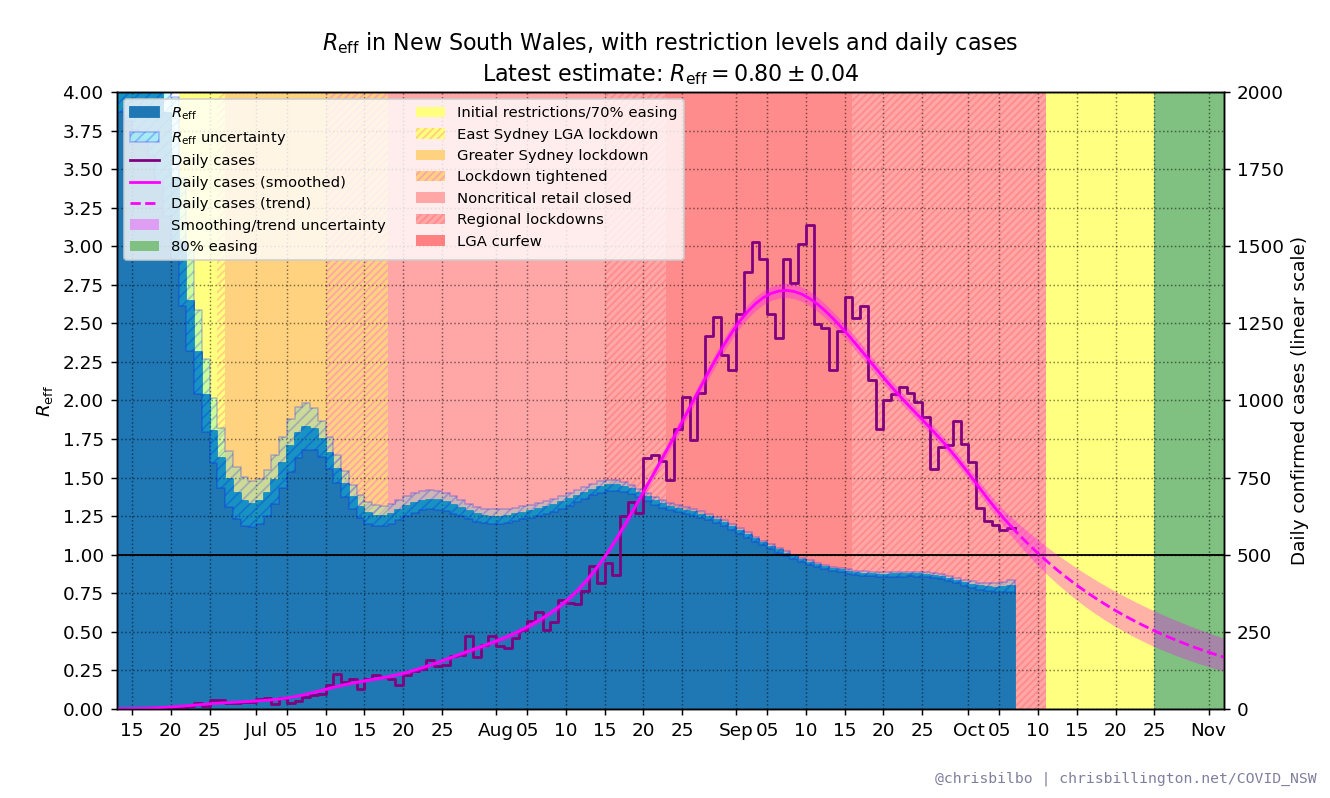 Reff in New South Wales, with restriction levels and daily cases
Latest estimate: Reff = 0.80 ± 0.04
Reff
Reff uncertainty
Daily cases
Daily cases (smoothed)
Daily cases (trend)
Smoothing/trend uncertainty
80% easing
Initial restrictions/70% easing
East Sydney LGA lockdown
Greater Sydney lockdown
Lockdown tightened
Noncritical retail closed
Regional lockdowns
LGA curfew
4.00
3.75
3.50
3.25
3.00
2.75
2.50
2.25
2.00
1.75
1.50
1.25
1.00
0.75
0.50
0.25
0.00
Reff
2000
1750
1500
1250
1000
750
500
250
0
Daily confirmed cases (linear scale)
15 20 25 Jul 05 10 15 20 25 Aug 05 10 15 20 25 Sep 05 10 15 20 25 Oct 05 10 15 20 25 Nov
@chrisbilbo | chrisbillington.net/COVID_NSW